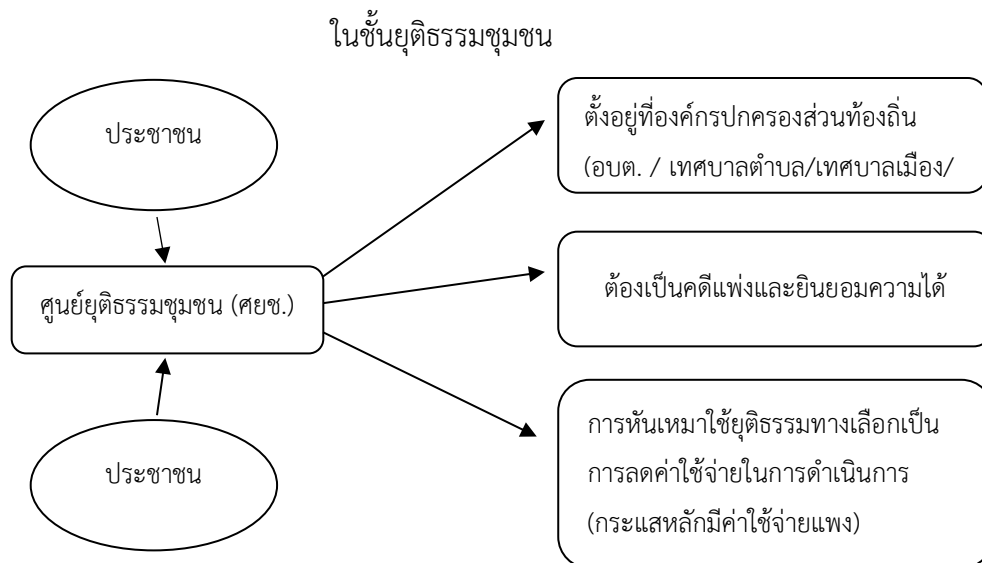 ในชั้นยุติธรรมชุมชน
ประชาชน
ศูนย์ยุติธรรมชุมชน (ศยช.)
ประชาชน
ตั้งอยู่ที่องค์กรปกครองส่วนท้องถิ่น
(อบต. / เทศบาลตำบล/เทศบาลเมือง/
ต้องเป็นคดีแพ่งและยินยอมความได้
การหันเหมาใช้ยุติธรรมทางเลือกเป็น
การลดค่าใช้จ่ายในการดำเนินการ
(กระแสหลักมีค่าใช้จ่ายแพง)